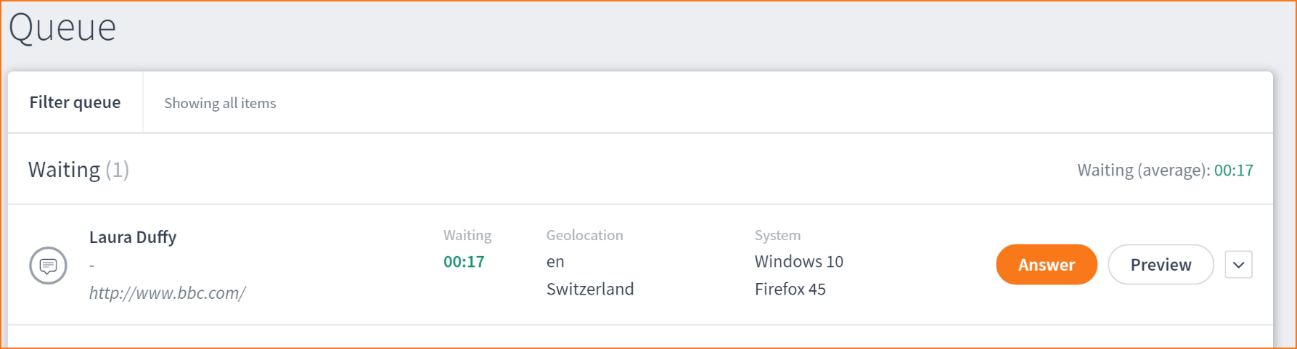 Queue
Filter queue Showing all items
Waiting (1) Waiting (average): 00:17
Laura Duffy Waiting Geolocation System
- 00:17 en Windows 10 Answer Preview
http://www.bbc.com/ Switzerland Firefox 45